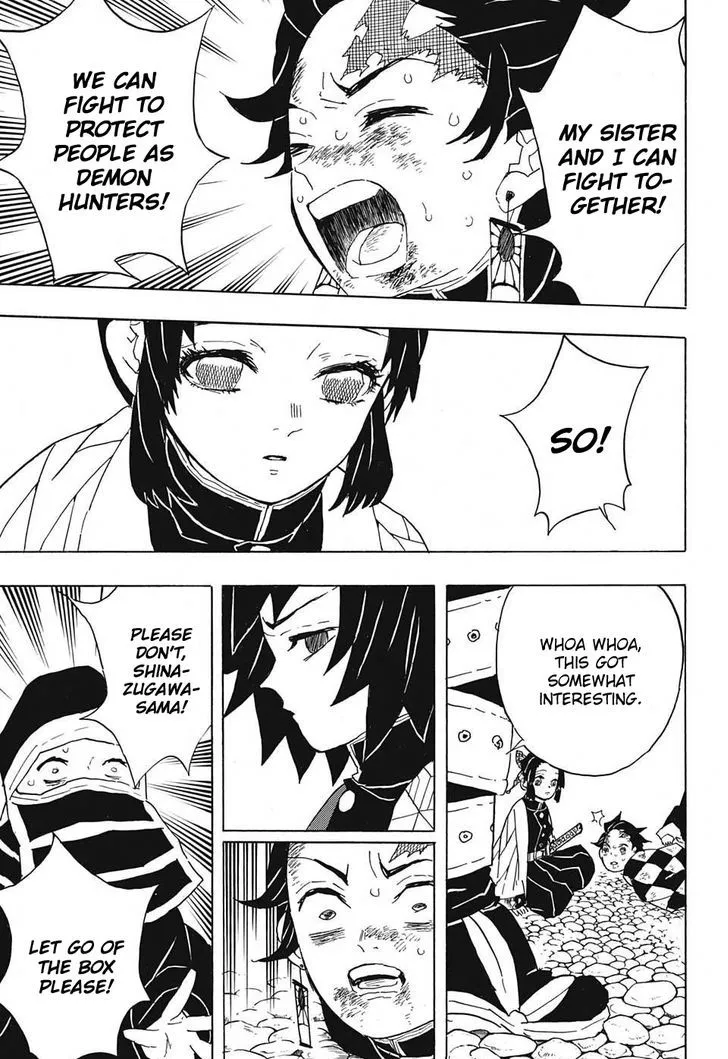 MY SISTER
AND I CAN
FIGHT TO-
GETHER!
WE CAN
FIGHT TO
PROTECT
PEOPLE AS
DEMON
HUNTERS!
SO!
WHOA WHOA,
THIS GOT
SOMEWHAT
INTERESTING.
PLEASE
DON'T,
SHINA-
ZUGAWA-
SAMA!
LET GO OF
THE BOX
PLEASE!